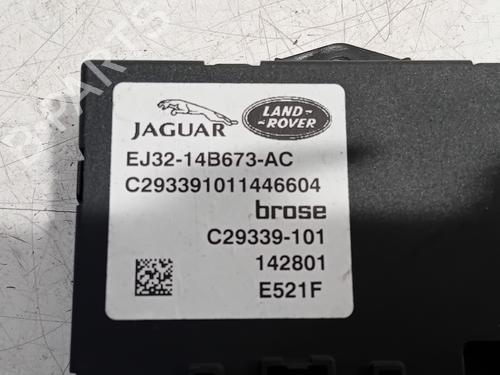 JAGUAR
LAND-
-ROVER
EJ32-14B673-AC
C293391011446604
brose
C29339-101
142801
E521F